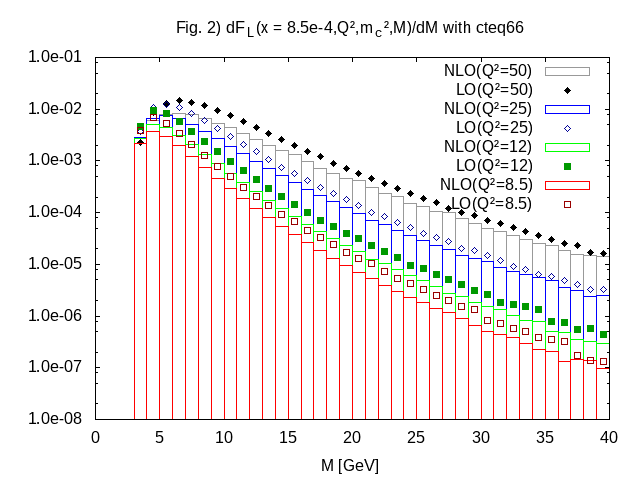 Fig. 2) dF_L(x = 8.5e-4,Q²,m_c²,M)/dM with cteq66
1.0e-01
1.0e-02
1.0e-03
1.0e-04
1.0e-05
1.0e-06
1.0e-07
1.0e-08
NLO(Q²=50)
LO(Q²=50)
NLO(Q²=25)
LO(Q²=25)
NLO(Q²=12)
LO(Q²=12)
NLO(Q²=8.5)
LO(Q²=8.5)
0 5 10 15 20 25 30 35 40
M [GeV]